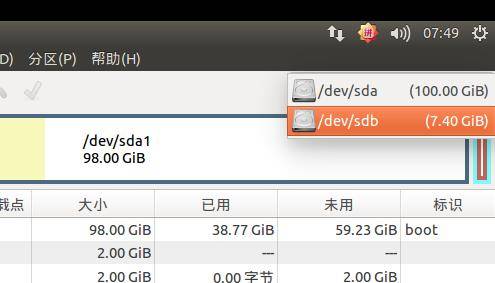 07:49
D) 分区(P) 帮助(H)
/dev/sda (100.00 GiB)
/dev/sdb (7.40 GiB)
/dev/sda1
98.00 GiB
载点 大小 已用 未用 标识
98.00 GiB 38.77 GiB 59.23 GiB boot
2.00 GiB --- ---
2.00 GiB 0.00 字节 2.00 GiB